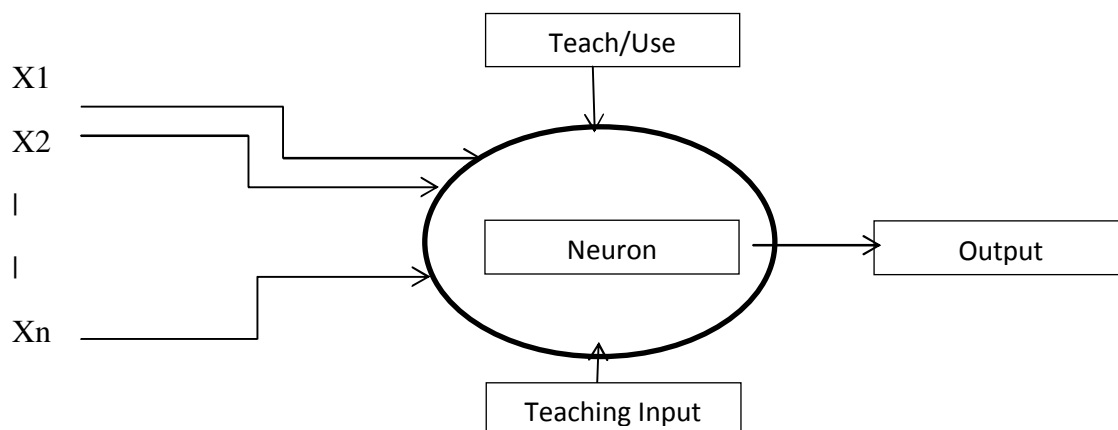 Teach/Use
X1
X2
|
|
Xn
Neuron
Output
Teaching Input